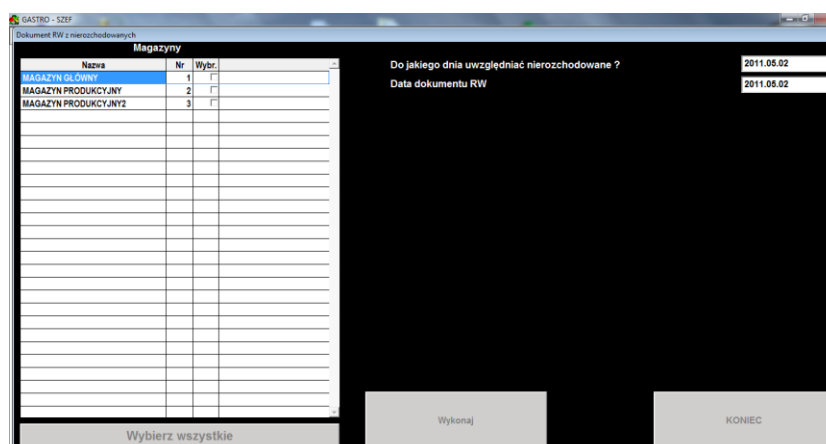 GASTRO - SZEF
Dokument RW z nierozchodowanych
Magazyny
Nazwa Nr Wybr.
MAGAZYN GŁÓWNY 1
MAGAZYN PRODUKCYJNY 2
MAGAZYN PRODUKCYJNY2 3
Do jakiego dnia uwzględniać nierozchodowane ? 2011.05.02
Data dokumentu RW 2011.05.02
Wybierz wszystkie
Wykonaj
KONIEC